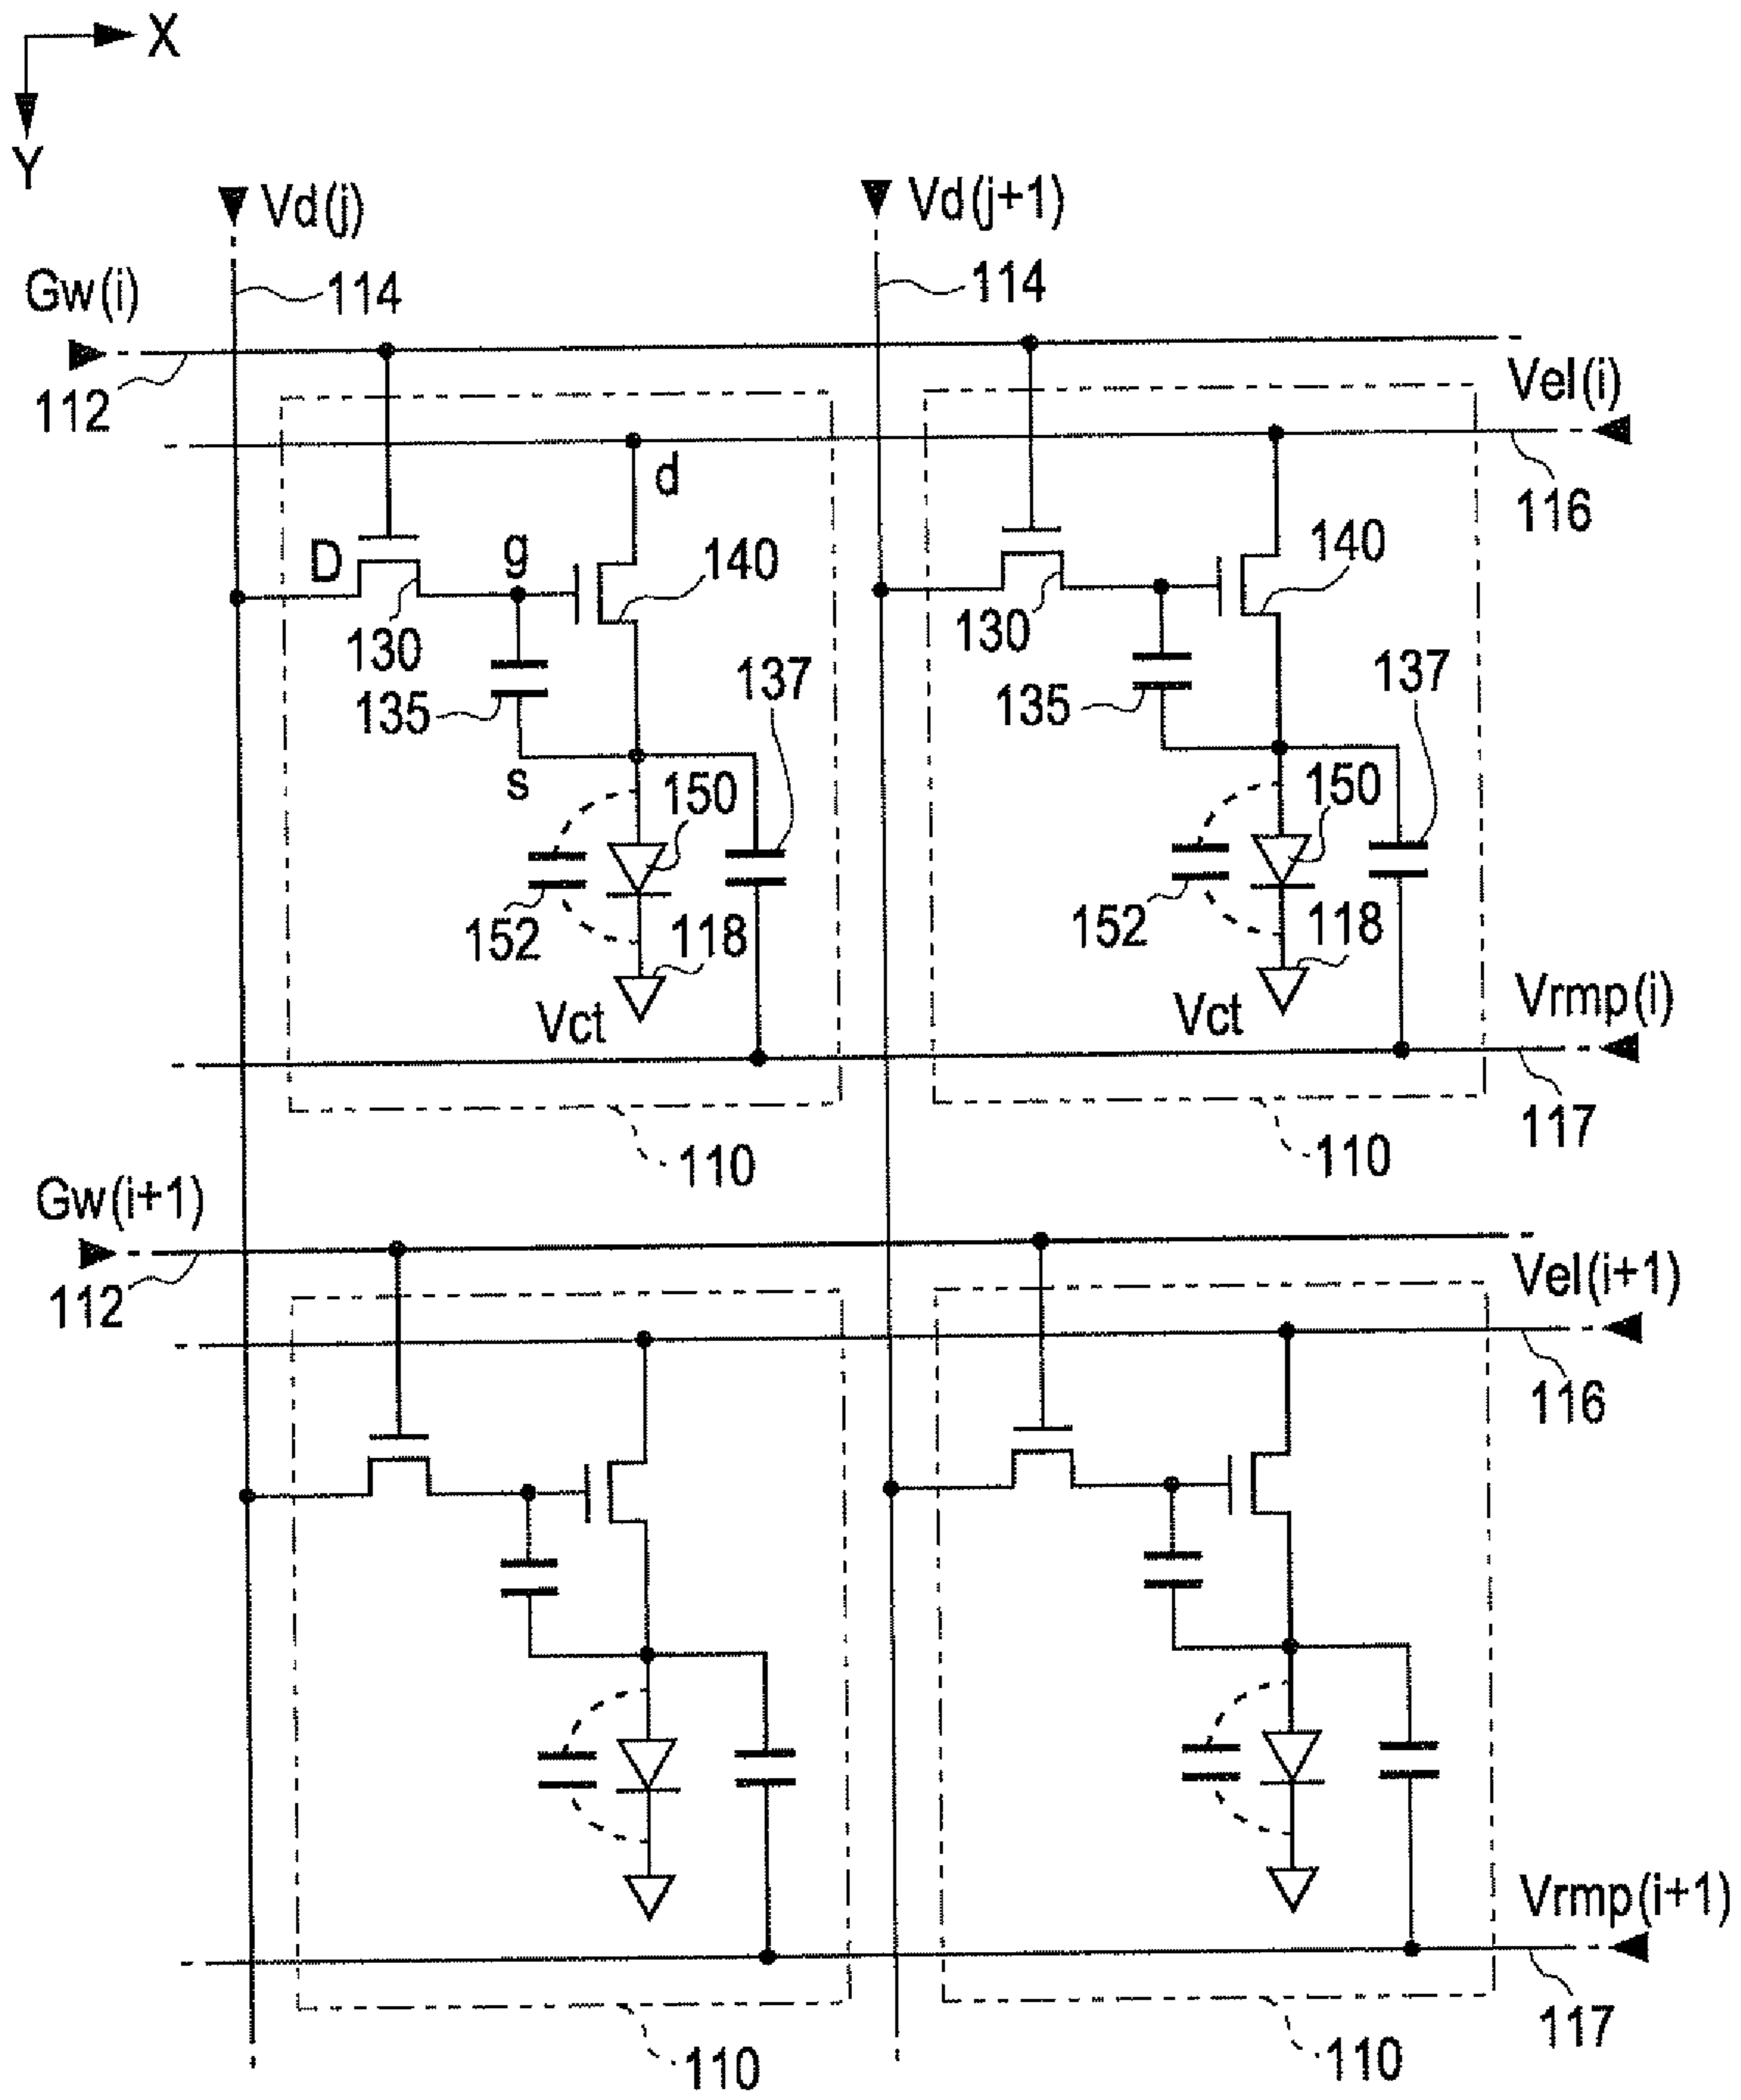 X
Y
Vd(j) Vd(j+1)
Gw(i) 114 114
112 Vel(i)
d 116
D g 140 140
130 130
135 137 135 137
s 150 150
152 118 152 118
Vct Vct Vrmp(i)
117
110 110
Gw(i+1)
112 Vel(i+1)
116
Vrmp(i+1)
117
110 110